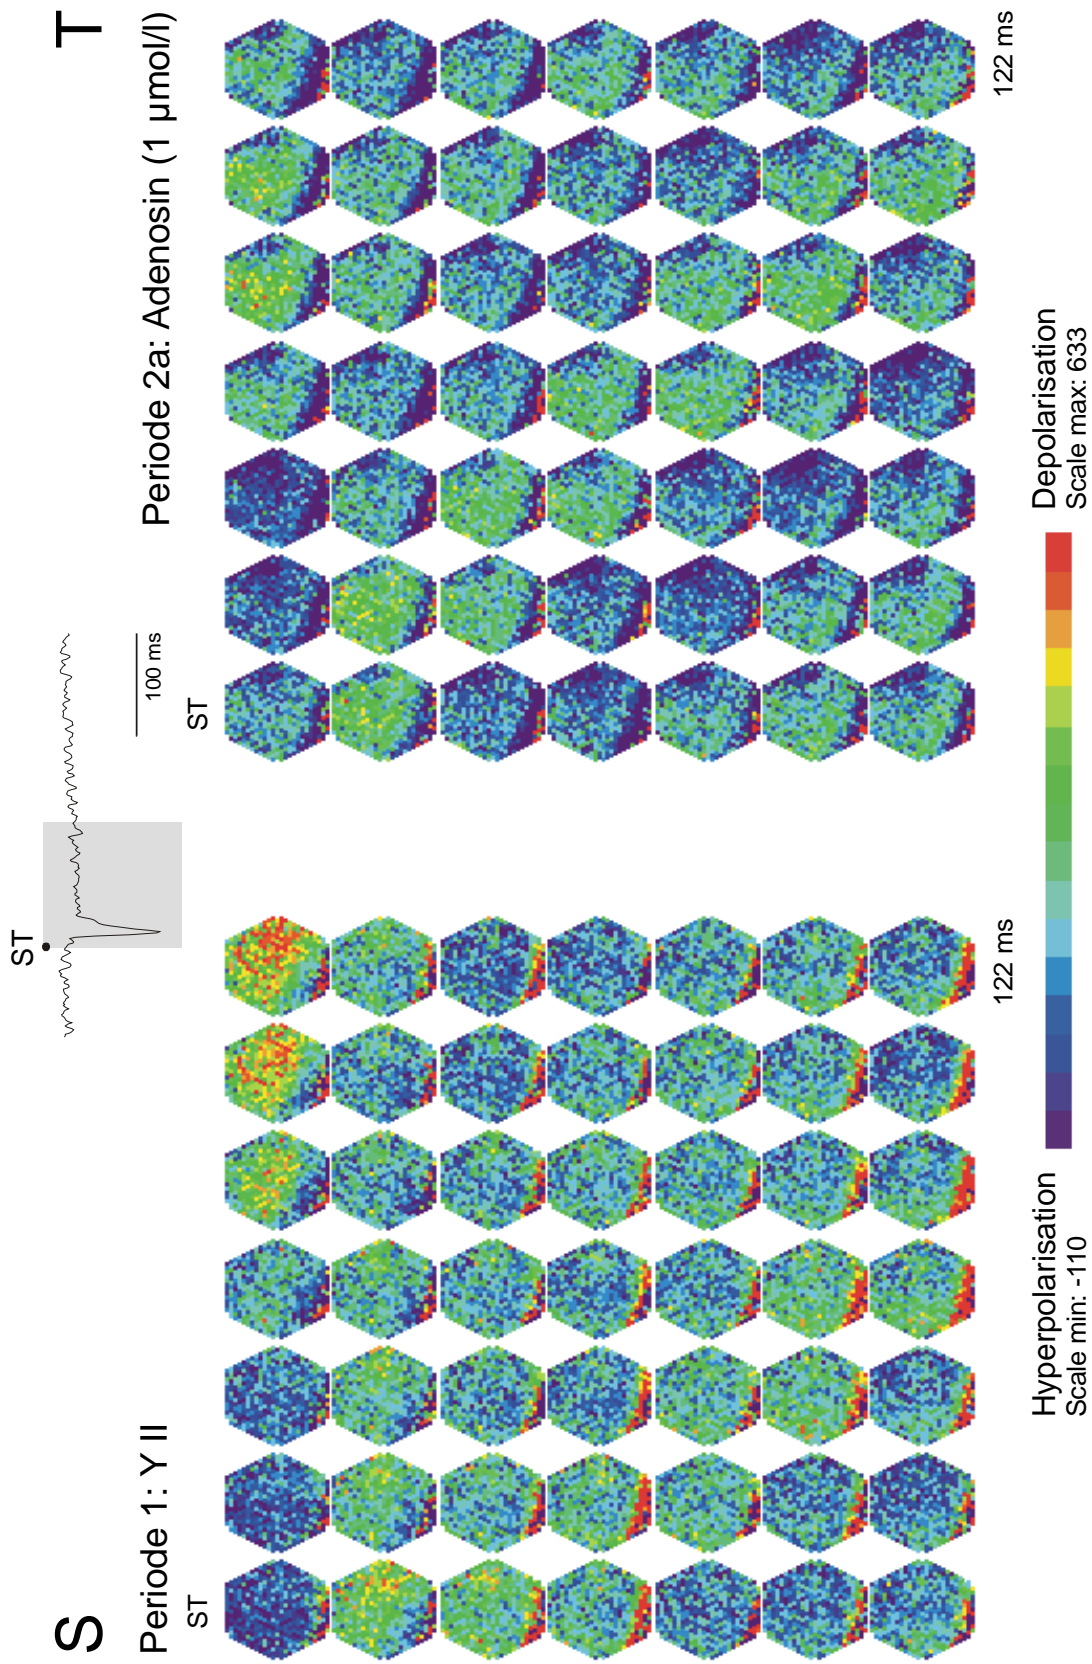 S
T
ST
Periode 1: Y II
100 ms
Periode 2a: Adenosin (1 µmol/l)
ST
ST
122 ms
122 ms
Hyperpolarisation
Scale min: -110
Depolarisation
Scale max: 633